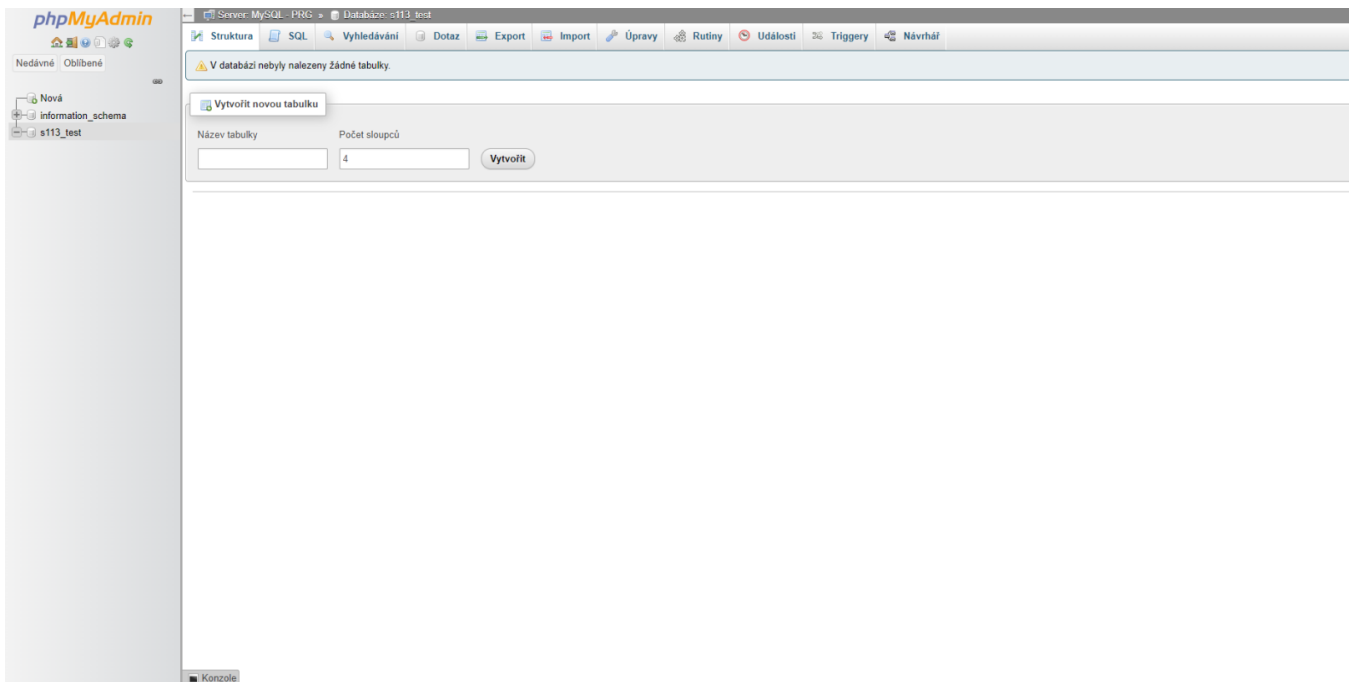 phpMyAdmin
Nedávné Oblíbené
Nová
information_schema
s113_test
Server: MySQL - PRG » Databáze: s113_test
Struktura SQL Vyhledávání Dotaz Export Import Úpravy Rutiny Události Triggery Návrhář
V databázi nebyly nalezeny žádné tabulky.
Vytvořit novou tabulku
Název tabulky Počet sloupců
4 Vytvořit
Konzole